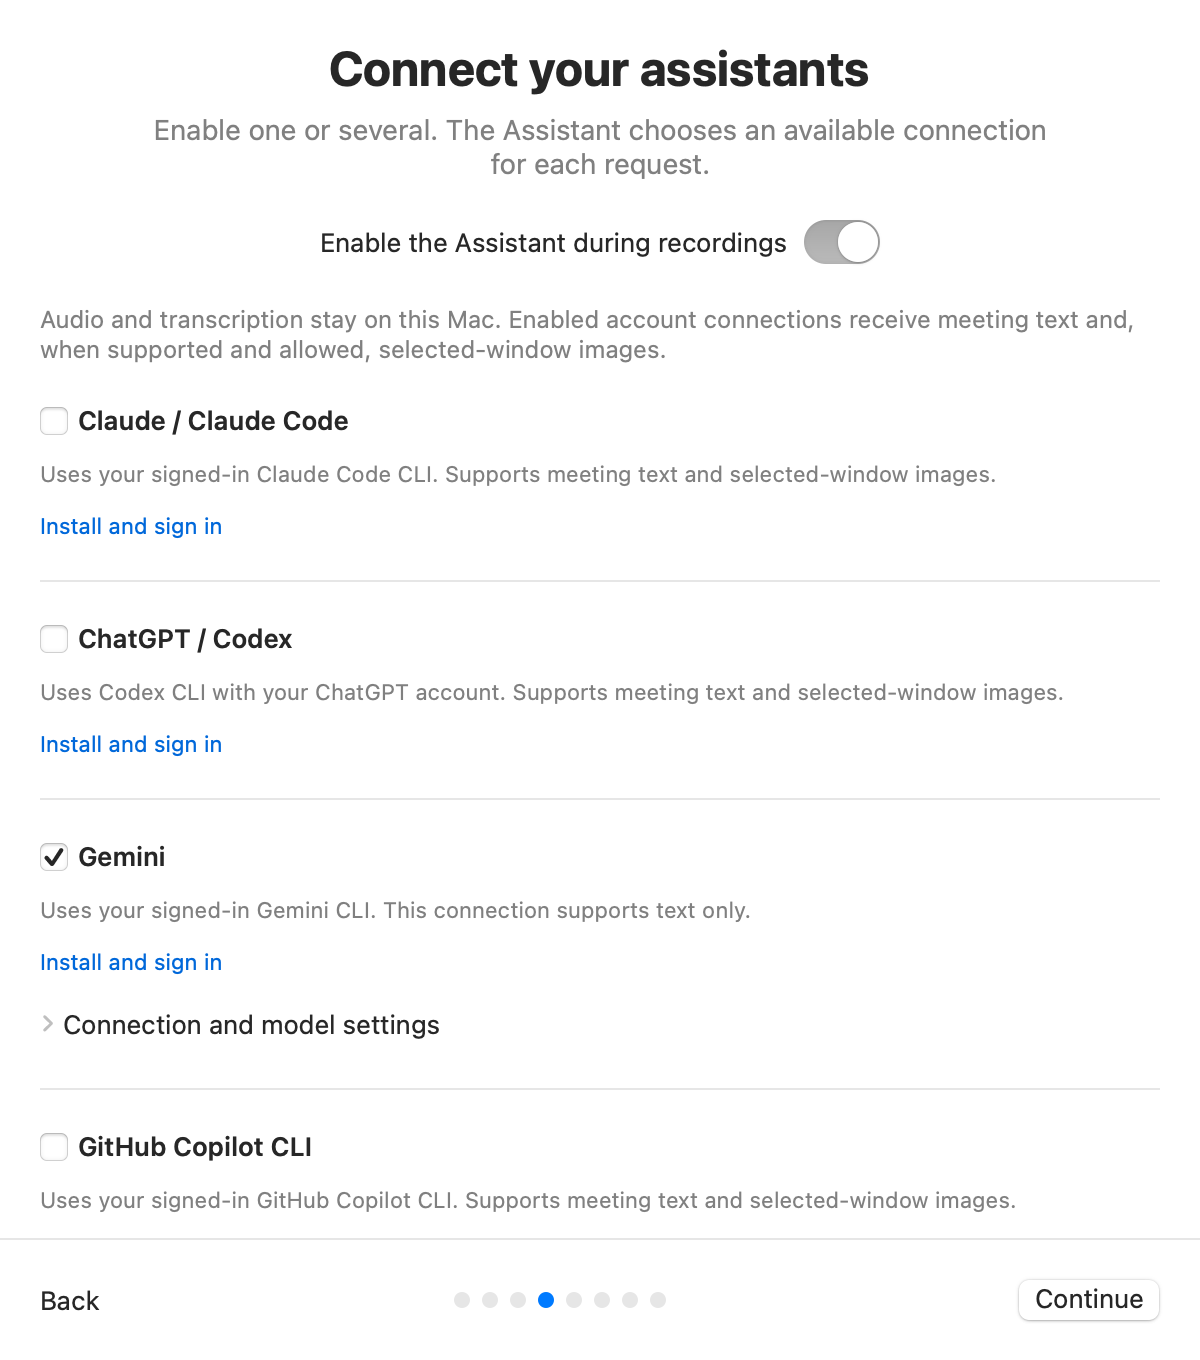 Connect your assistants
Enable one or several. The Assistant chooses an available connection
for each request.
Enable the Assistant during recordings
Audio and transcription stay on this Mac. Enabled account connections receive meeting text and,
when supported and allowed, selected-window images.
Claude / Claude Code
Uses your signed-in Claude Code CLI. Supports meeting text and selected-window images.
Install and sign in
ChatGPT / Codex
Uses Codex CLI with your ChatGPT account. Supports meeting text and selected-window images.
Install and sign in
Gemini
Uses your signed-in Gemini CLI. This connection supports text only.
Install and sign in
Connection and model settings
GitHub Copilot CLI
Uses your signed-in GitHub Copilot CLI. Supports meeting text and selected-window images.
Back
Continue